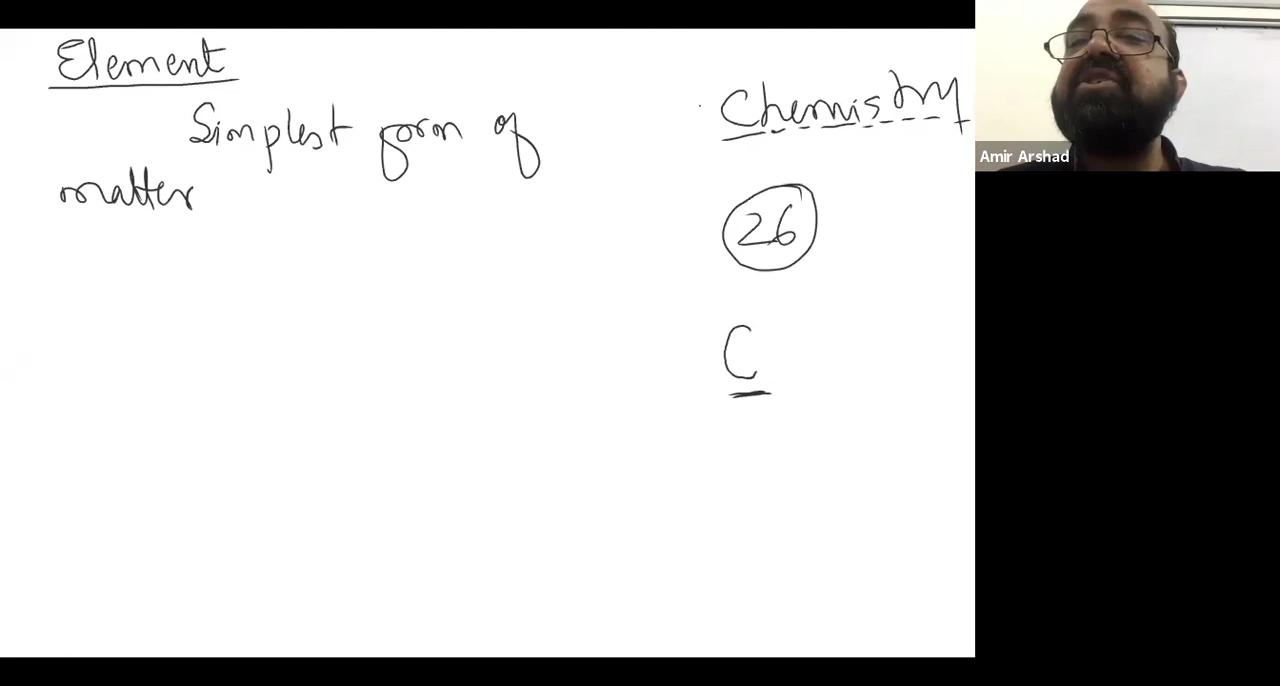 Element
Simplest form of
matter
Chemistry
26
C
Amir Arshad